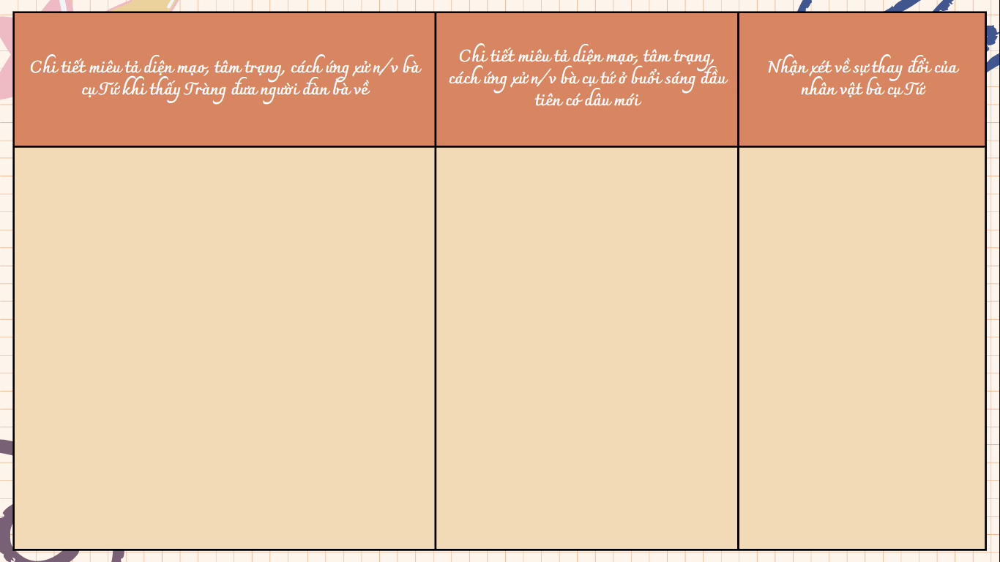 Chi tiết miêu tả diện mạo, tâm trạng, cách ứng xử n/v bà
cụ Tứ khi thấy Tràng đưa người đàn bà về
Chi tiết miêu tả diện mạo, tâm trạng,
cách ứng xử n/v bà cụ tứ ở buổi sáng đầu
tiên có dâu mới
Nhận xét về sự thay đổi của
nhân vật bà cụ Tứ